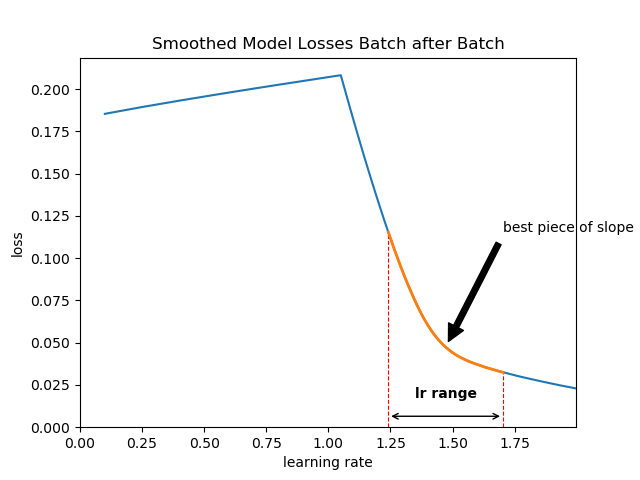 Smoothed Model Losses Batch after Batch
0.200
0.175
0.150
0.125
0.100
0.075
0.050
0.025
0.000
loss
best piece of slope
lr range
0.00 0.25 0.50 0.75 1.00 1.25 1.50 1.75
learning rate